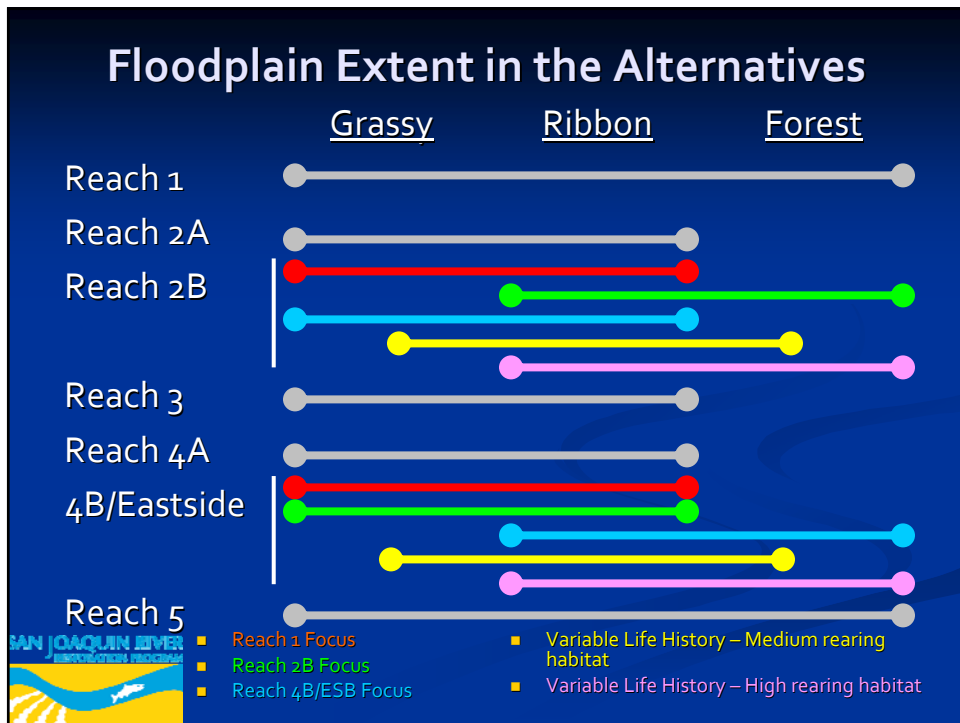 Floodplain Extent in the Alternatives
Grassy Ribbon Forest
Reach 1
Reach 2A
Reach 2B
Reach 3
Reach 4A
4B/Eastside
Reach 5
SAN JOAQUIN RIVER
RESTORATION PROGRAM
Reach 1 Focus
Reach 2B Focus
Reach 4B/ESB Focus
Variable Life History – Medium rearing
habitat
Variable Life History – High rearing habitat